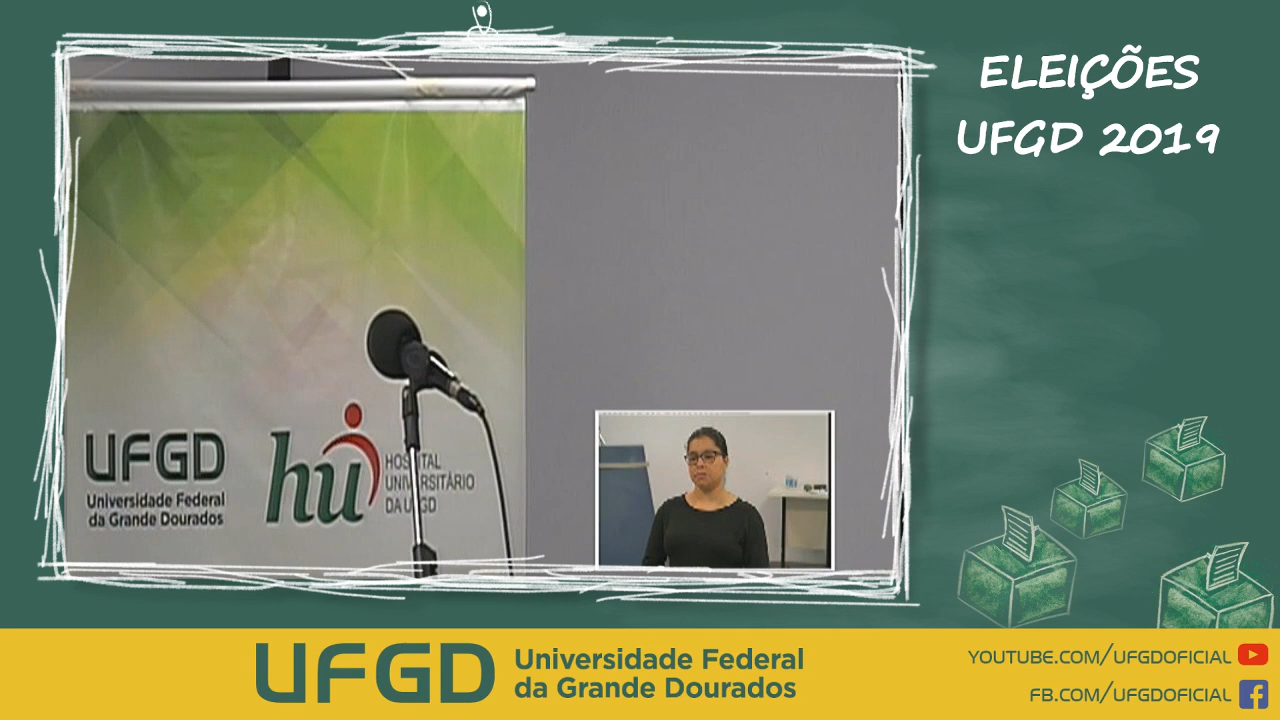 ELEIÇÕES
UFGD 2019
UFGD
Universidade Federal
da Grande Dourados
hu
HOSPITAL
UNIVERSITÁRIO
DA UFGD
UFGD
Universidade Federal
da Grande Dourados
YOUTUBE.COM/UFGDOFICIAL
FB.COM/UFGDOFICIAL